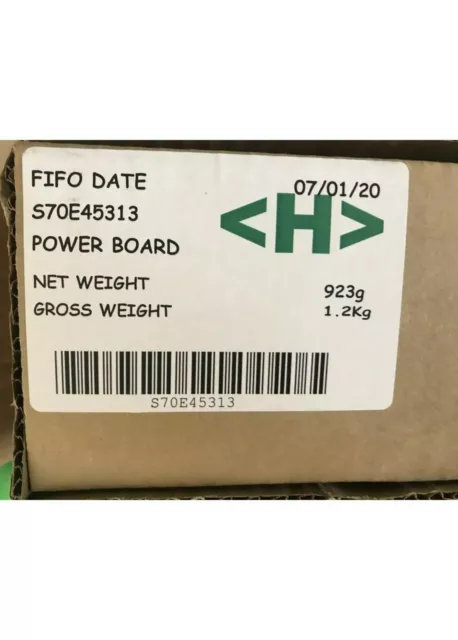 FIFO DATE 07/01/20
S70E45313 <H>
POWER BOARD
NET WEIGHT 923g
GROSS WEIGHT 1.2Kg
S70E45313